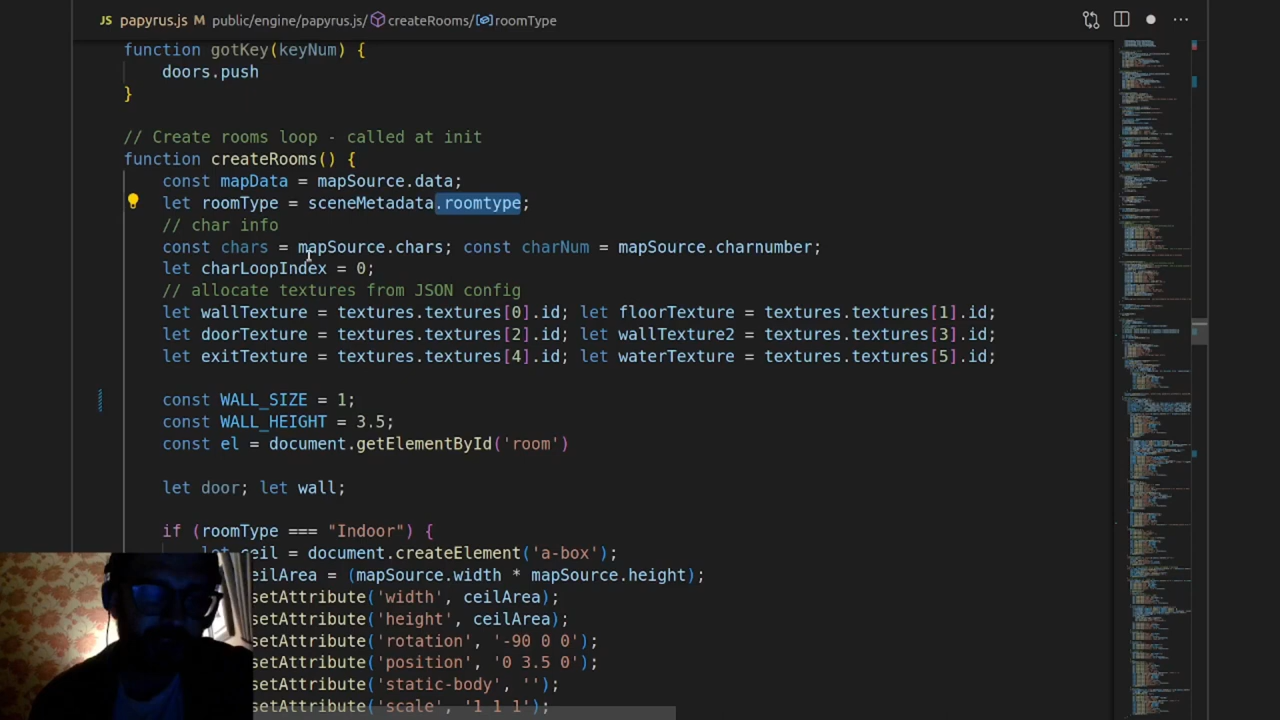 JS papyrus.js M public/engine/papyrus.js/ createRooms/ roomType
function gotKey(keyNum) {
doors.push
}
// Create rooms loop - called at init
function createRooms() {
const mapData = mapSource.data;
let roomType = sceneMetadata.roomtype;
// char info
const chars = mapSource.chars; const charNum = mapSource.charnumber;
let charLoopIndex = 0;
// allocate textures from JSON config
let wallTexture = textures.textures[0].id; let floorTexture = textures.textures[1].id;
let doorTexture = textures.textures[2].id; let wallTexture2 = textures.textures[3].id;
let exitTexture = textures.textures[4].id; let waterTexture = textures.textures[5].id;
const WALL_SIZE = 1;
const WALL_HEIGHT = 3.5;
const el = document.getElementById('room')
let door; let wall;
if (roomType === "Indoor") {
let ceil = document.createElement('a-box');
ceilArea = (mapSource.width * mapSource.height);
setAttribute('width', ceilArea);
setAttribute('height', ceilArea);
setAttribute('rotation', '-90 0 0');
setAttribute('position', '0 3.5 0');
setAttribute('static-body', '');
setAttribute('scale', '1 1 1');